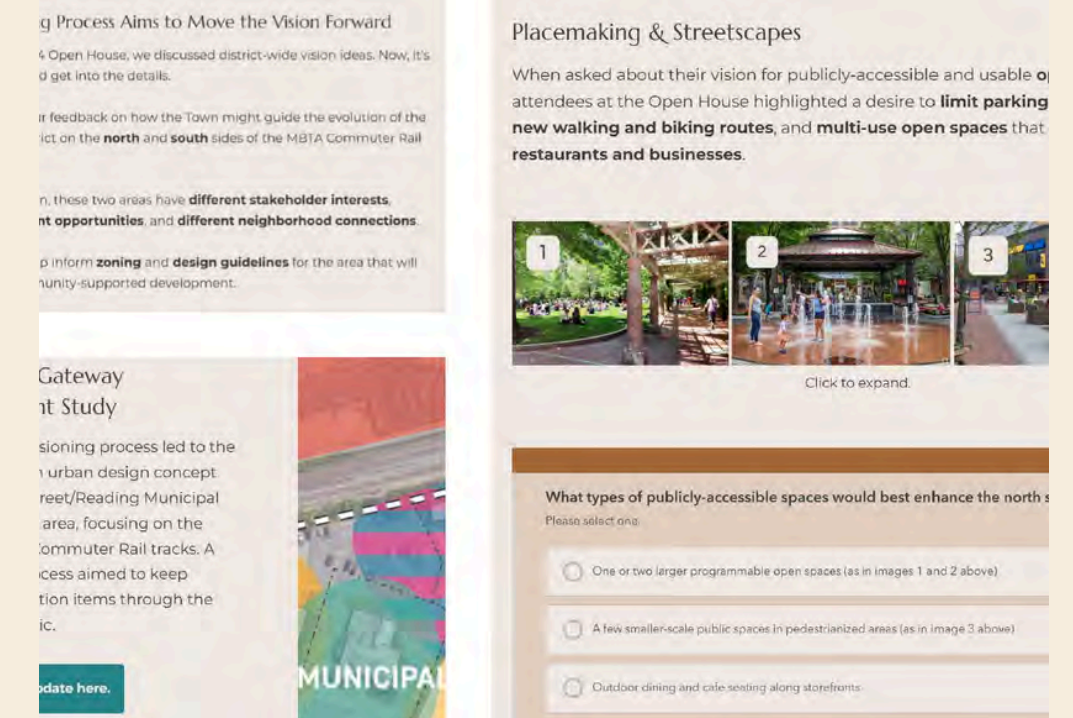 g Process Aims to Move the Vision Forward
4 Open House, we discussed district-wide vision ideas. Now, it's
d get into the details.
r feedback on how the Town might guide the evolution of the
ict on the north and south sides of the MBTA Commuter Rail
n, these two areas have different stakeholder interests,
nt opportunities, and different neighborhood connections.
p inform zoning and design guidelines for the area that will
nunity-supported development.
Gateway
nt Study
sioning process led to the
n urban design concept
reet/Reading Municipal
area, focusing on the
Commuter Rail tracks. A
cess aimed to keep
tion items through the
ic.
pdate here.
MUNICIPAL
Placemaking & Streetscapes
When asked about their vision for publicly-accessible and usable op
attendees at the Open House highlighted a desire to limit parking
new walking and biking routes, and multi-use open spaces that
restaurants and businesses.
1
2
3
Click to expand.
What types of publicly-accessible spaces would best enhance the north s
Please select one.
One or two larger programmable open spaces (as in images 1 and 2 above)
A few smaller-scale public spaces in pedestrianized areas (as in image 3 above)
Outdoor dining and cafe seating along storefronts